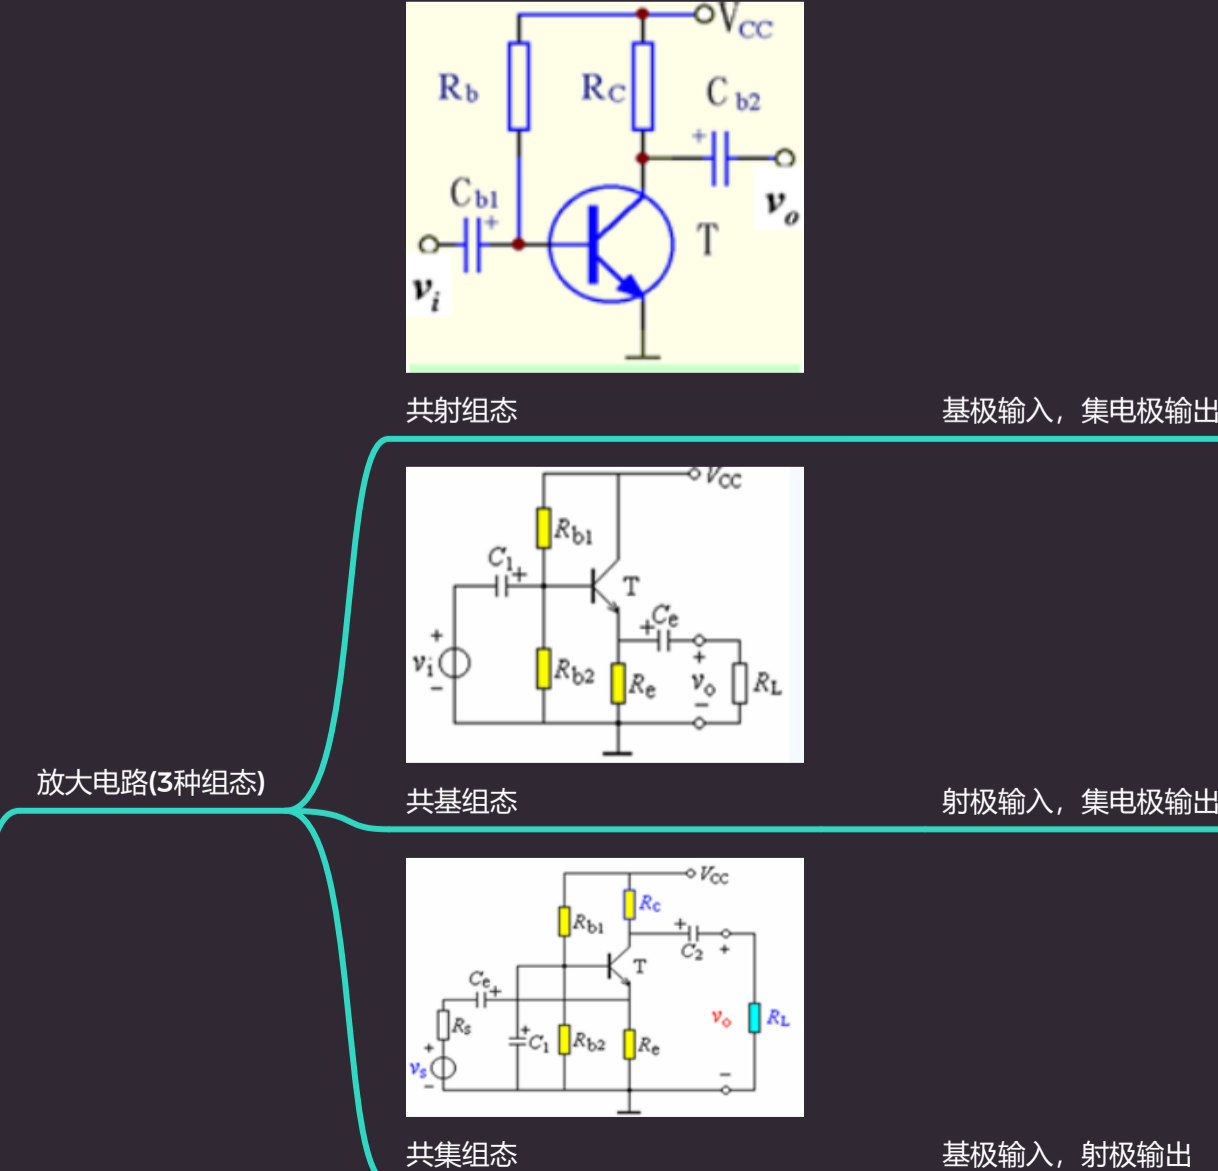 VCC
Rb
RC
C b2
Cb1
+
+
vo
T
vi
共射组态
基极输入，集电极输出
VCC
Rb1
C1
+
T
Ce
+
+
vi
−
Rb2
Re
+
vo
−
RL
放大电路(3种组态)
共基组态
射极输入，集电极输出
VCC
Rc
Rb1
+
C2
+
T
Ce
+
Rs
+
vs
−
+
C1
Rb2
Re
vo
RL
−
共集组态
基极输入，射极输出